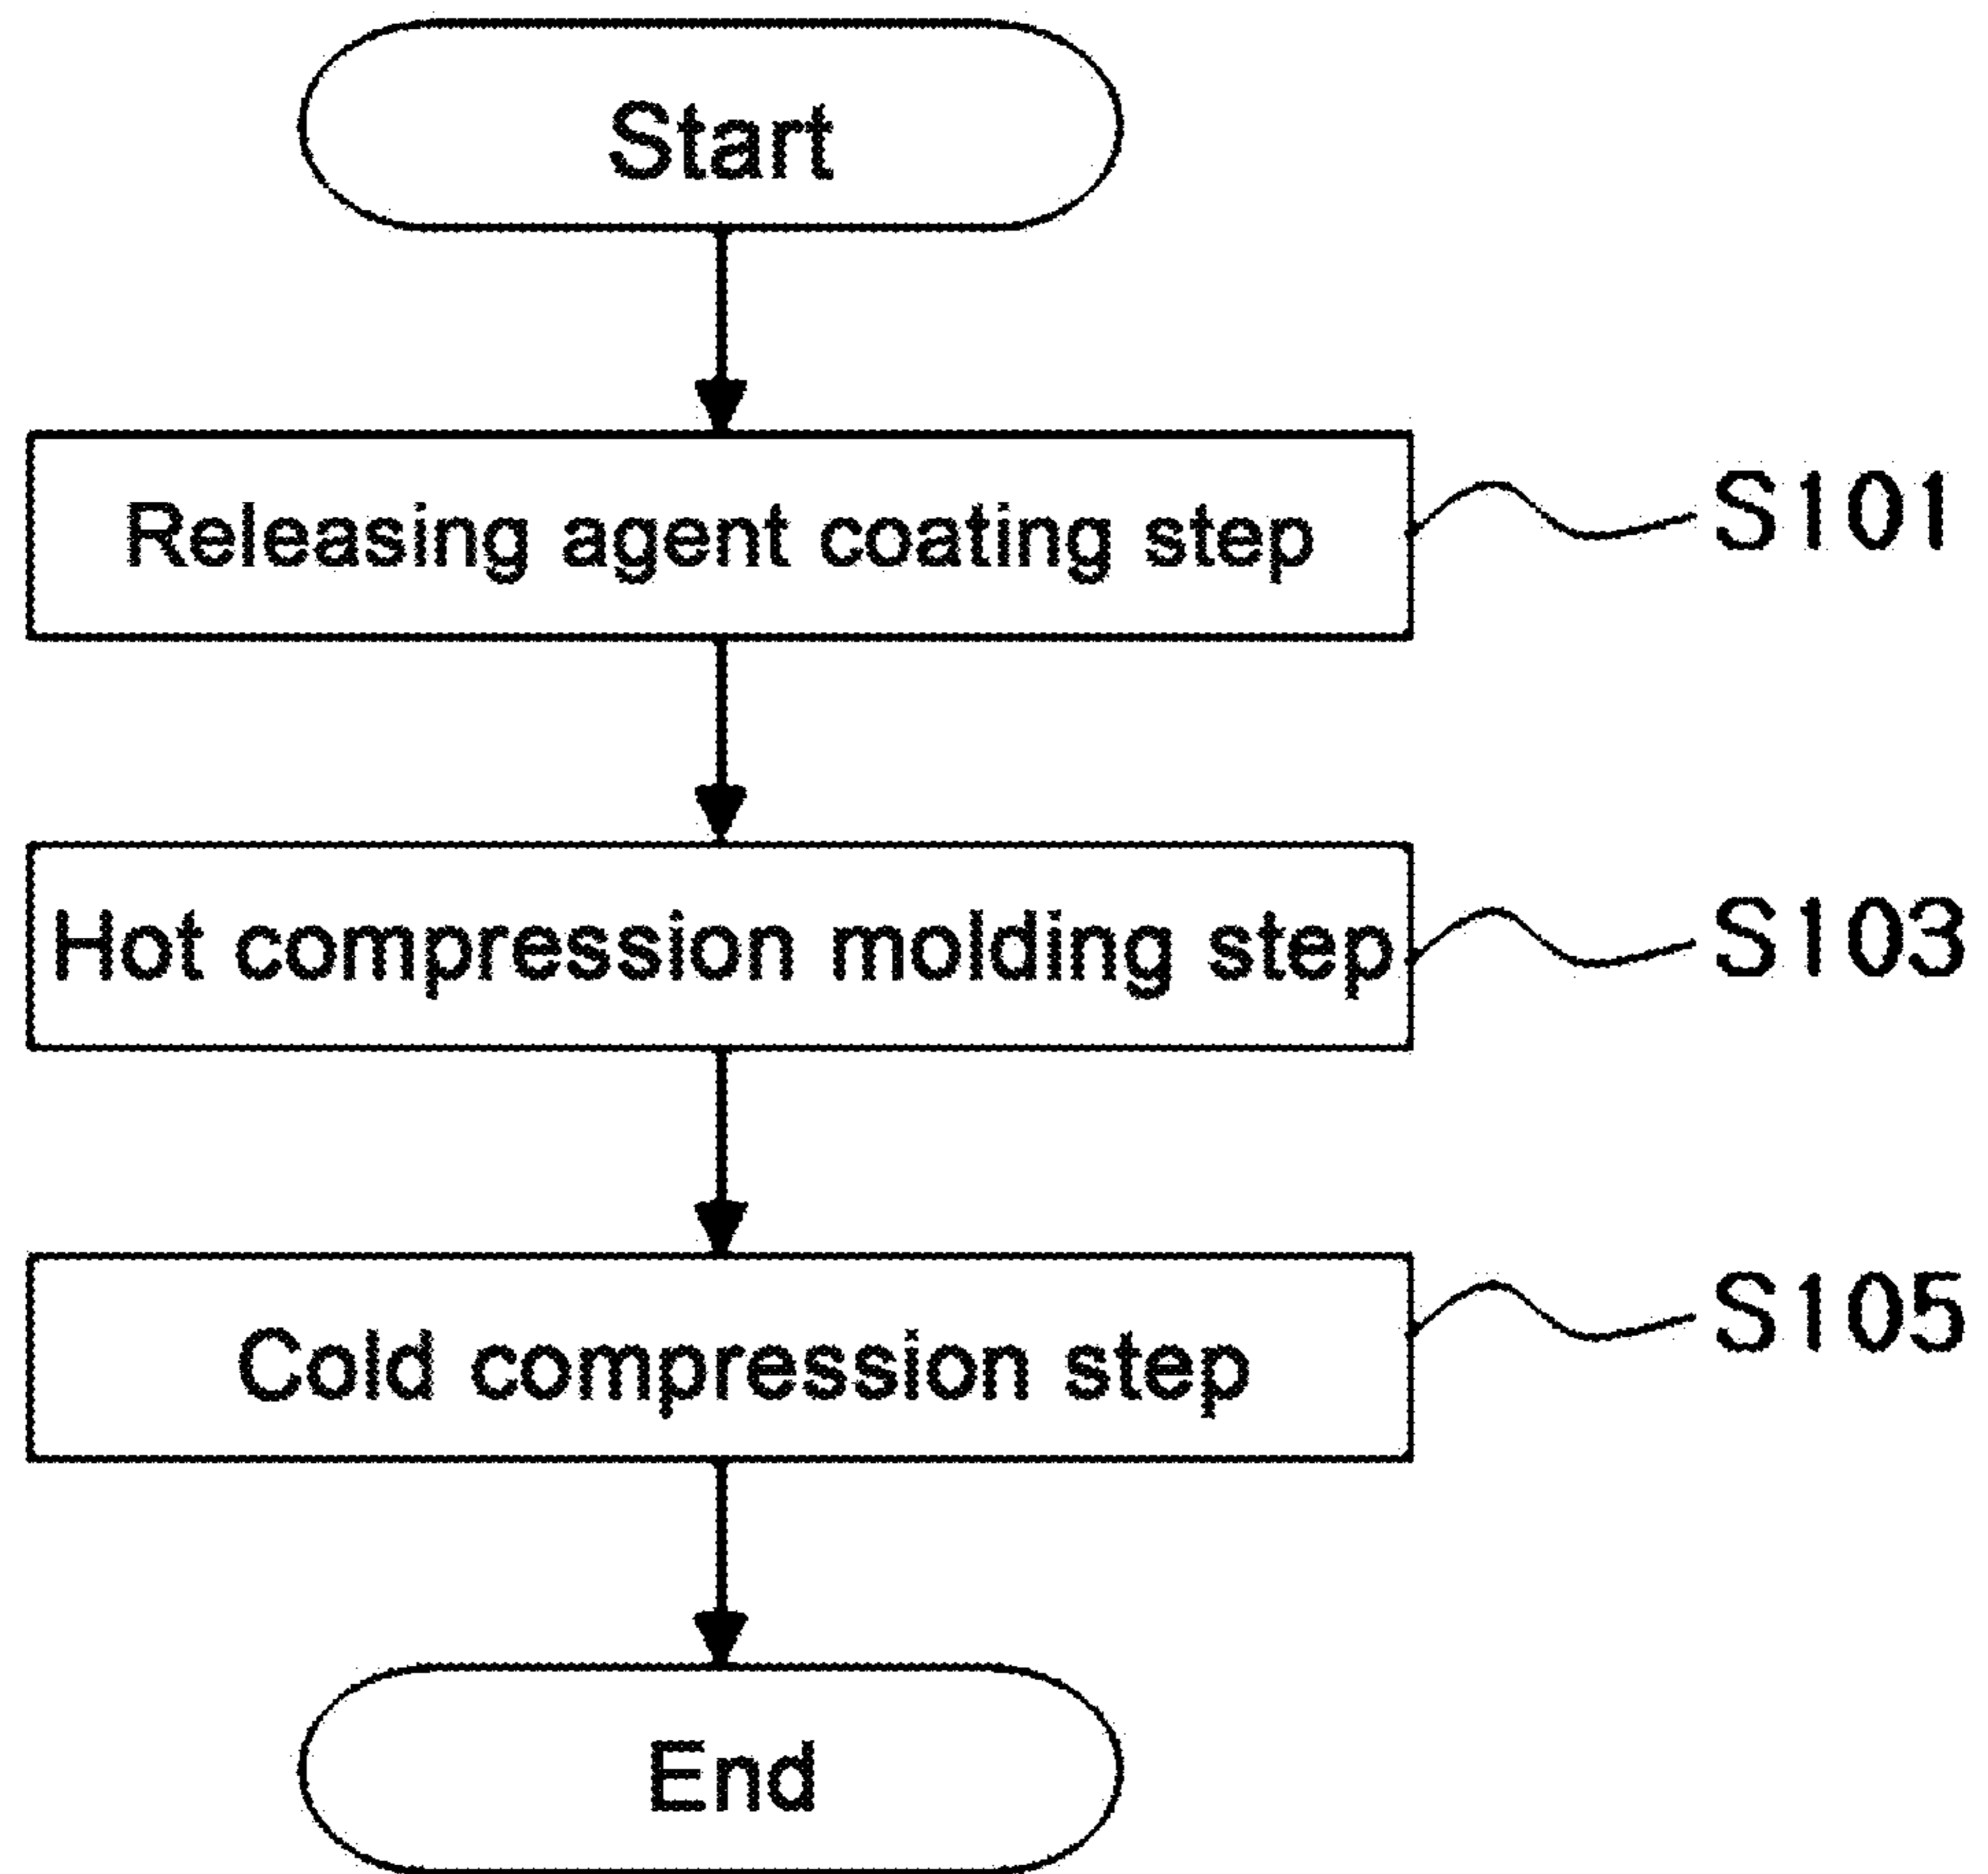 Start
Releasing agent coating step
S101
Hot compression molding step
S103
Cold compression step
S105
End